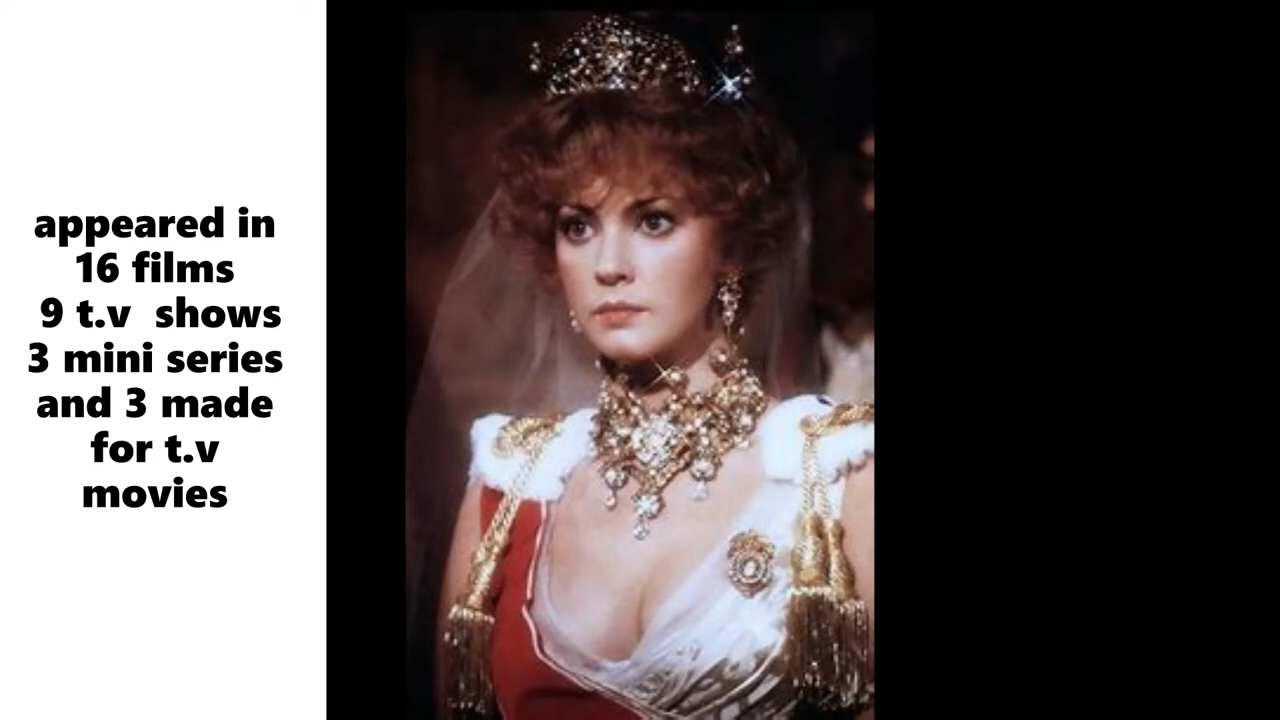 appeared in
16 films
9 t.v  shows
3 mini series
and 3 made
for t.v
movies